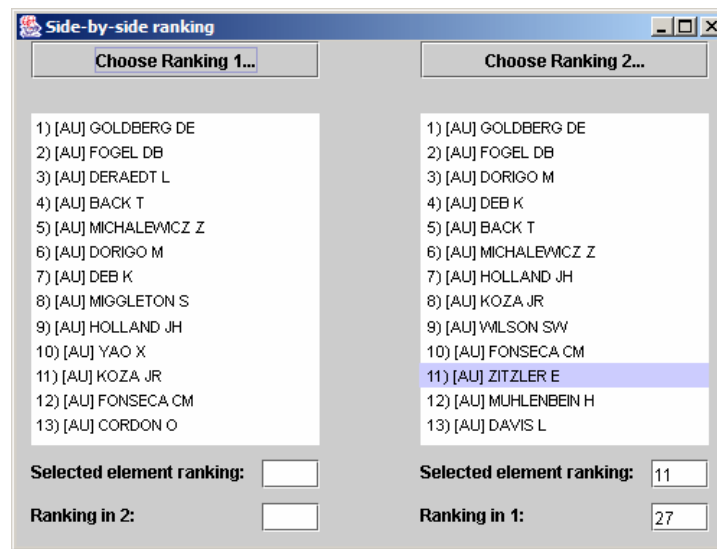 Side-by-side ranking
Choose Ranking 1...
Choose Ranking 2...
1) [AU] GOLDBERG DE
2) [AU] FOGEL DB
3) [AU] DERAEDT L
4) [AU] BACK T
5) [AU] MICHALEWICZ Z
6) [AU] DORIGO M
7) [AU] DEB K
8) [AU] MIGGLETON S
9) [AU] HOLLAND JH
10) [AU] YAO X
11) [AU] KOZA JR
12) [AU] FONSECA CM
13) [AU] CORDON O
1) [AU] GOLDBERG DE
2) [AU] FOGEL DB
3) [AU] DORIGO M
4) [AU] DEB K
5) [AU] BACK T
6) [AU] MICHALEWICZ Z
7) [AU] HOLLAND JH
8) [AU] KOZA JR
9) [AU] WILSON SW
10) [AU] FONSECA CM
11) [AU] ZITZLER E
12) [AU] MUHLENBEIN H
13) [AU] DAVIS L
Selected element ranking:
Ranking in 2:
Selected element ranking: 11
Ranking in 1: 27